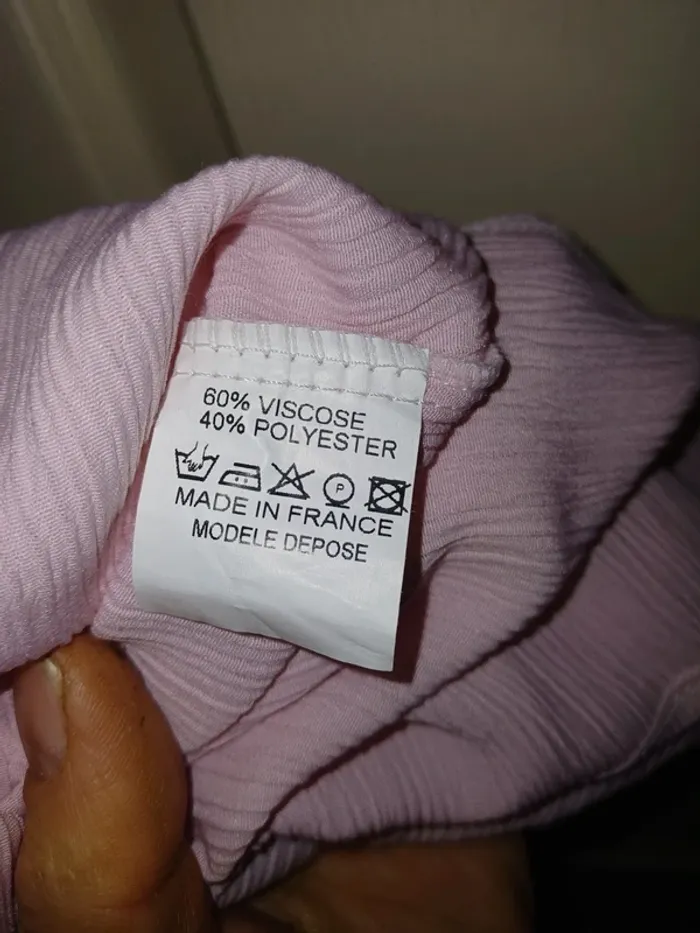 60% VISCOSE
40% POLYESTER
P
MADE IN FRANCE
MODELE DEPOSE